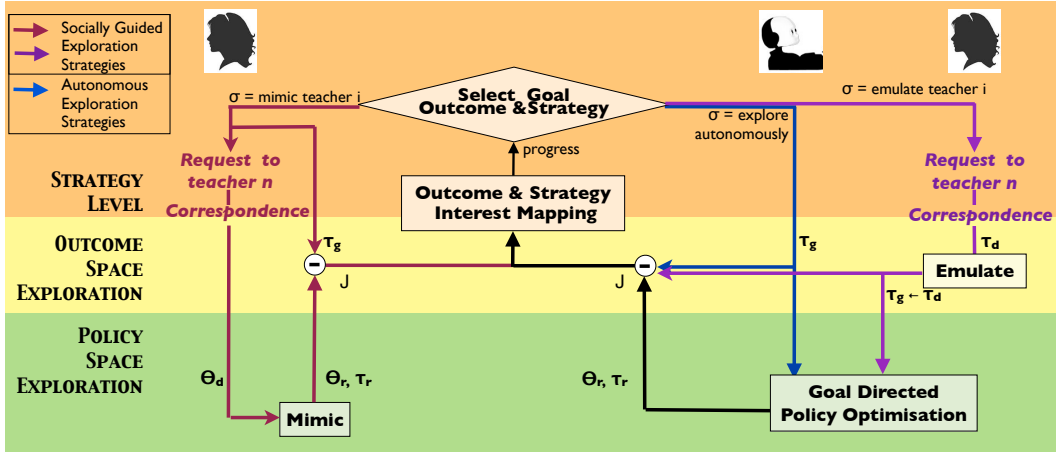 Socially Guided
Exploration
Strategies
Autonomous
Exploration
Strategies
σ = mimic teacher i
Select Goal
Outcome &Strategy
σ = emulate teacher i
σ = explore
autonomously
progress
Request to
teacher n
Correspondence
Request to
teacher n
Correspondence
STRATEGY
LEVEL
Outcome & Strategy
Interest Mapping
OUTCOME
SPACE
EXPLORATION
τg
τg
τd
−
−
J
J
Emulate
τg ← τd
POLICY
SPACE
EXPLORATION
Θd
Θr, τr
Θr, τr
Mimic
Goal Directed
Policy Optimisation